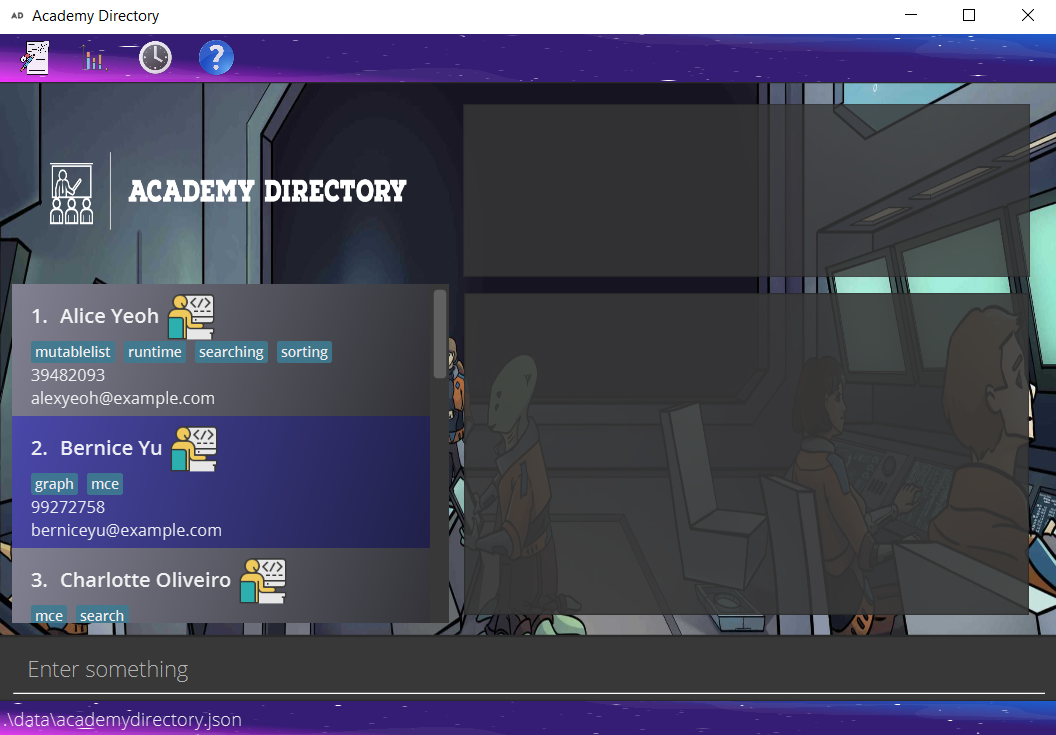 AD Academy Directory
?
ACADEMY DIRECTORY
1. Alice Yeoh </>
mutablelist runtime searching sorting
39482093
alexyeoh@example.com
2. Bernice Yu </>
graph mce
99272758
berniceyu@example.com
3. Charlotte Oliveiro </>
mce search
Enter something
.\data\academydirectory.json